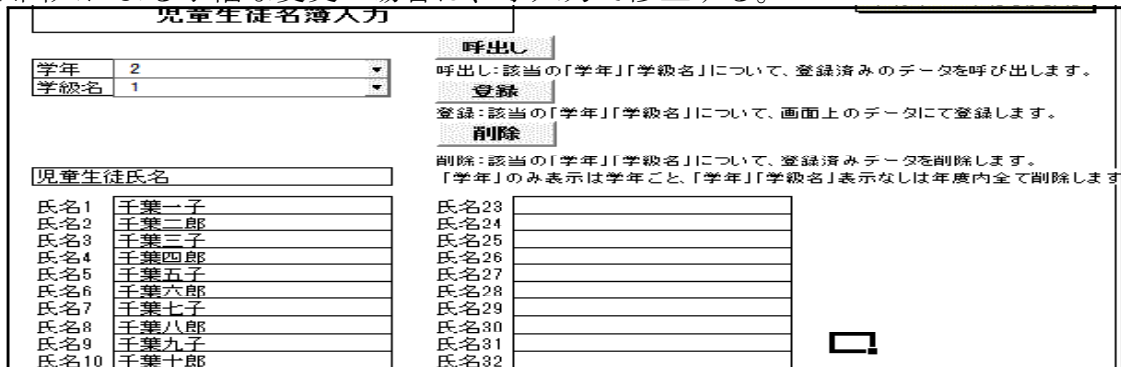 児童生徒名簿入力
呼出し
学年 2
呼出し:該当の「学年」「学級名」について、登録済みのデータを呼び出します。
学級名 1
登録
登録:該当の「学年」「学級名」について、画面上のデータにて登録します。
削除
削除:該当の「学年」「学級名」について、登録済みデータを削除します。
児童生徒氏名
「学年」のみ表示は学年ごと、「学年」「学級名」表示なしは年度内全て削除します
氏名1 千葉一子
氏名2 千葉二郎
氏名3 千葉三子
氏名4 千葉四郎
氏名5 千葉五子
氏名6 千葉六郎
氏名7 千葉七子
氏名8 千葉八郎
氏名9 千葉九子
氏名10 千葉十郎
氏名23
氏名24
氏名25
氏名26
氏名27
氏名28
氏名29
氏名30
氏名31
氏名32